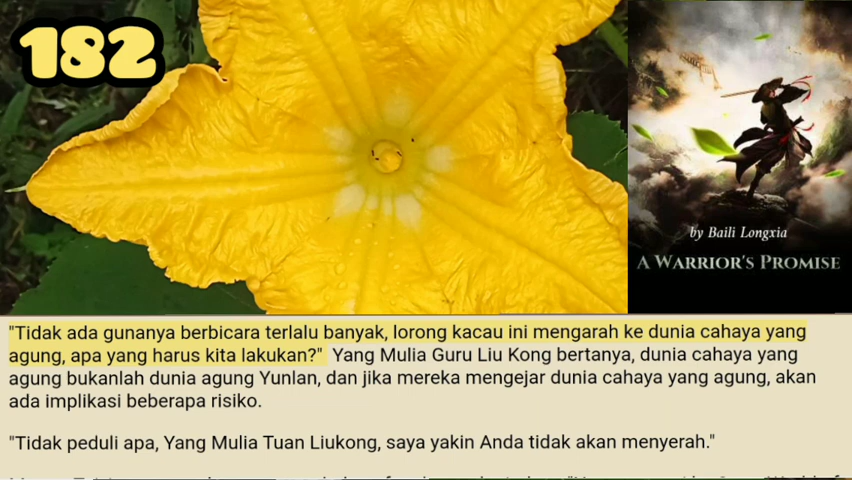 182
by Baili Longxia
A WARRIOR'S PROMISE
"Tidak ada gunanya berbicara terlalu banyak, lorong kacau ini mengarah ke dunia cahaya yang
agung, apa yang harus kita lakukan?" Yang Mulia Guru Liu Kong bertanya, dunia cahaya yang
agung bukanlah dunia agung Yunlan, dan jika mereka mengejar dunia cahaya yang agung, akan
ada implikasi beberapa risiko.
"Tidak peduli apa, Yang Mulia Tuan Liukong, saya yakin Anda tidak akan menyerah."